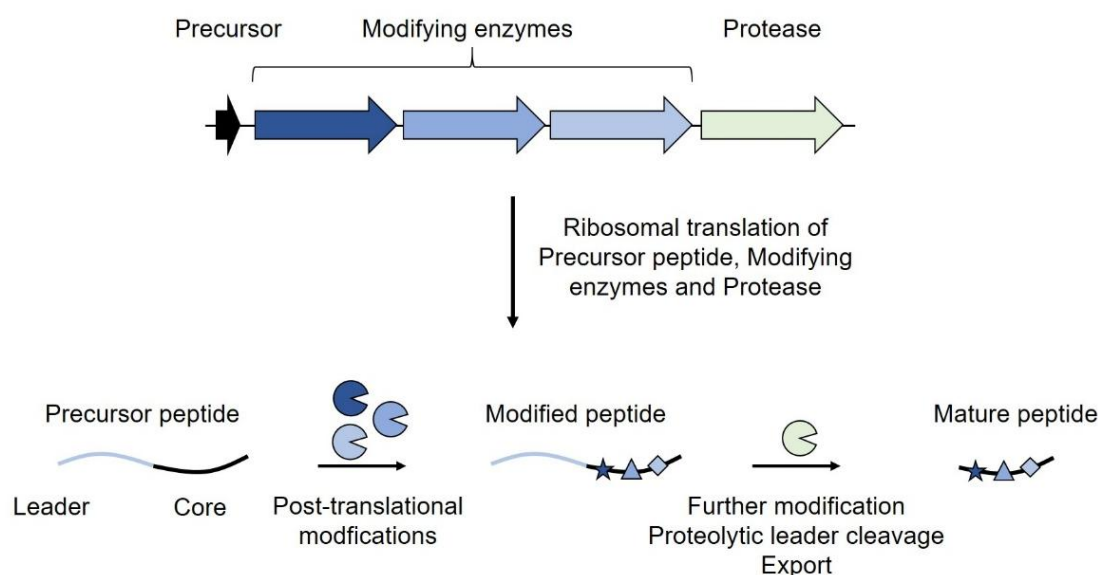 Precursor
Modifying enzymes
Protease
Ribosomal translation of
Precursor peptide, Modifying
enzymes and Protease
Precursor peptide
Modified peptide
Mature peptide
Leader
Core
Post-translational
modfications
Further modification
Proteolytic leader cleavage
Export